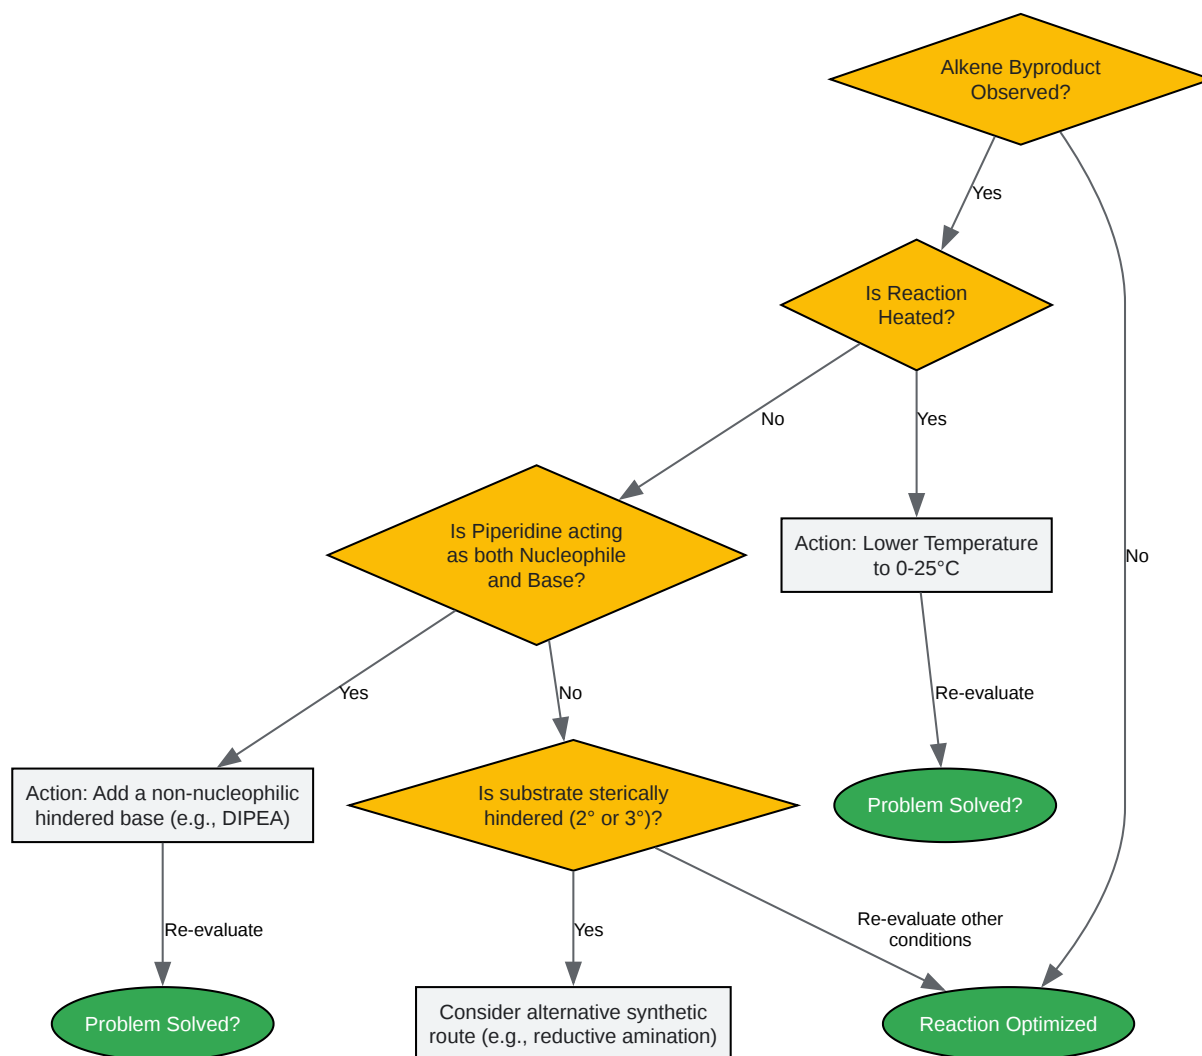 Alkene Byproduct
Observed?
Yes
Is Reaction
Heated?
No
Yes
Is Piperidine acting
as both Nucleophile
and Base?
Action: Lower Temperature
to 0-25°C
No
Yes
No
Re-evaluate
Action: Add a non-nucleophilic
hindered base (e.g., DIPEA)
Is substrate sterically
hindered (2° or 3°)?
Problem Solved?
Re-evaluate
Yes
Re-evaluate other
conditions
Problem Solved?
Consider alternative synthetic
route (e.g., reductive amination)
Reaction Optimized